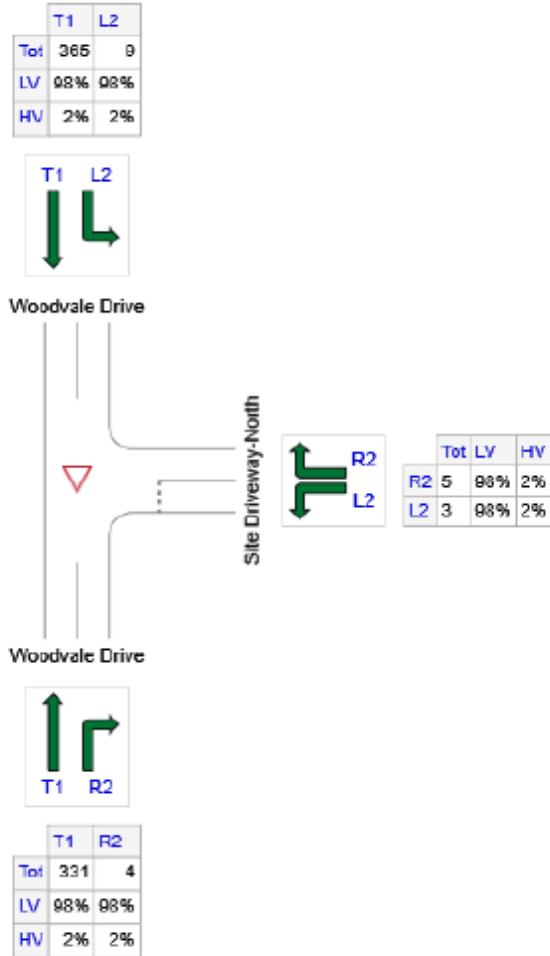 T1 L2
Tot 365 9
LV 98% 98%
HV 2% 2%
T1 L2
Woodvale Drive
Site Driveway-North
R2
L2
Tot LV HV
R2 5 98% 2%
L2 3 98% 2%
Woodvale Drive
T1 R2
T1 R2
Tot 331 4
LV 98% 98%
HV 2% 2%